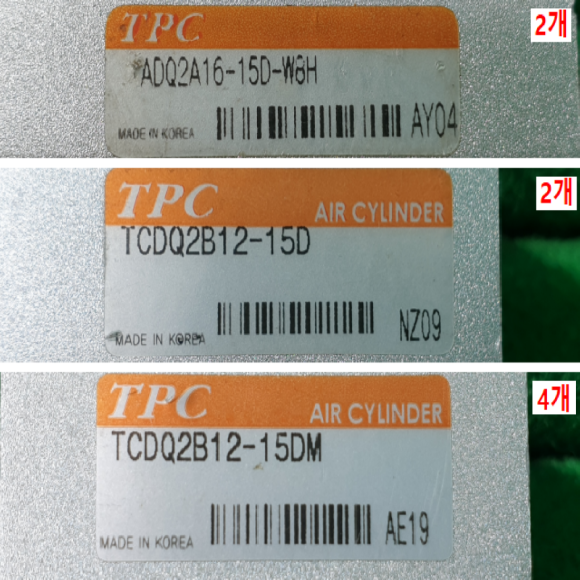 TPC
2개
ADQ2A16-15D-W8H
MADE IN KOREA
AY04
TPC
AIR CYLINDER
2개
TCDQ2B12-15D
MADE IN KOREA
NZ09
TPC
AIR CYLINDER
4개
TCDQ2B12-15DM
MADE IN KOREA
AE19